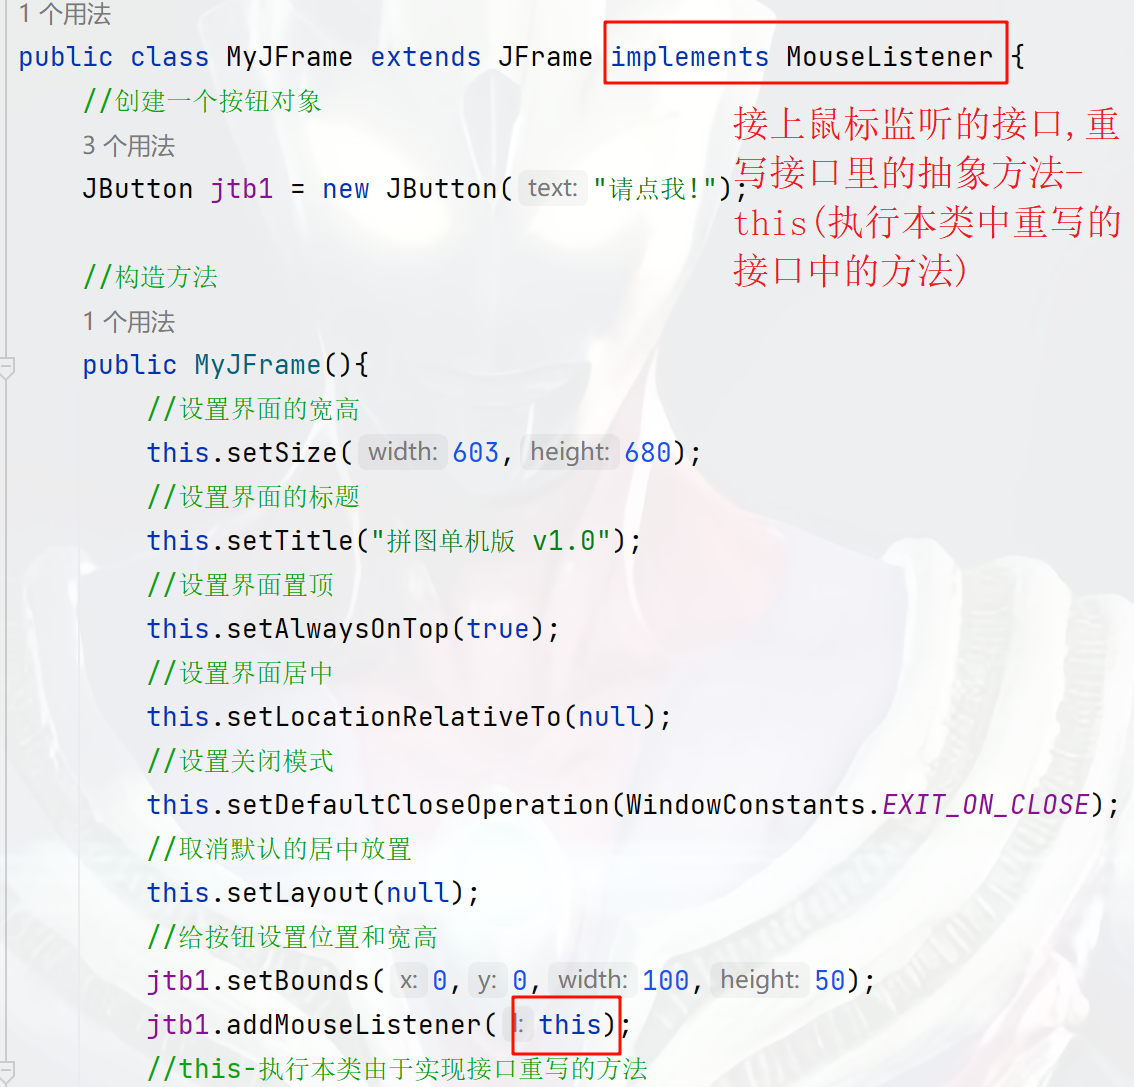 1 个用法
public class MyJFrame extends JFrame implements MouseListener {
//创建一个按钮对象
3 个用法
JButton jtb1 = new JButton( text: "请点我!");
接上鼠标监听的接口,重
写接口里的抽象方法-
this(执行本类中重写的
接口中的方法)
//构造方法
1 个用法
public MyJFrame(){
//设置界面的宽高
this.setSize( width: 603, height: 680);
//设置界面的标题
this.setTitle("拼图单机版 v1.0");
//设置界面置顶
this.setAlwaysOnTop(true);
//设置界面居中
this.setLocationRelativeTo(null);
//设置关闭模式
this.setDefaultCloseOperation(WindowConstants.EXIT_ON_CLOSE);
//取消默认的居中放置
this.setLayout(null);
//给按钮设置位置和宽高
jtb1.setBounds( x: 0, y: 0, width: 100, height: 50);
jtb1.addMouseListener( l: this);
//this-执行本类由于实现接口重写的方法